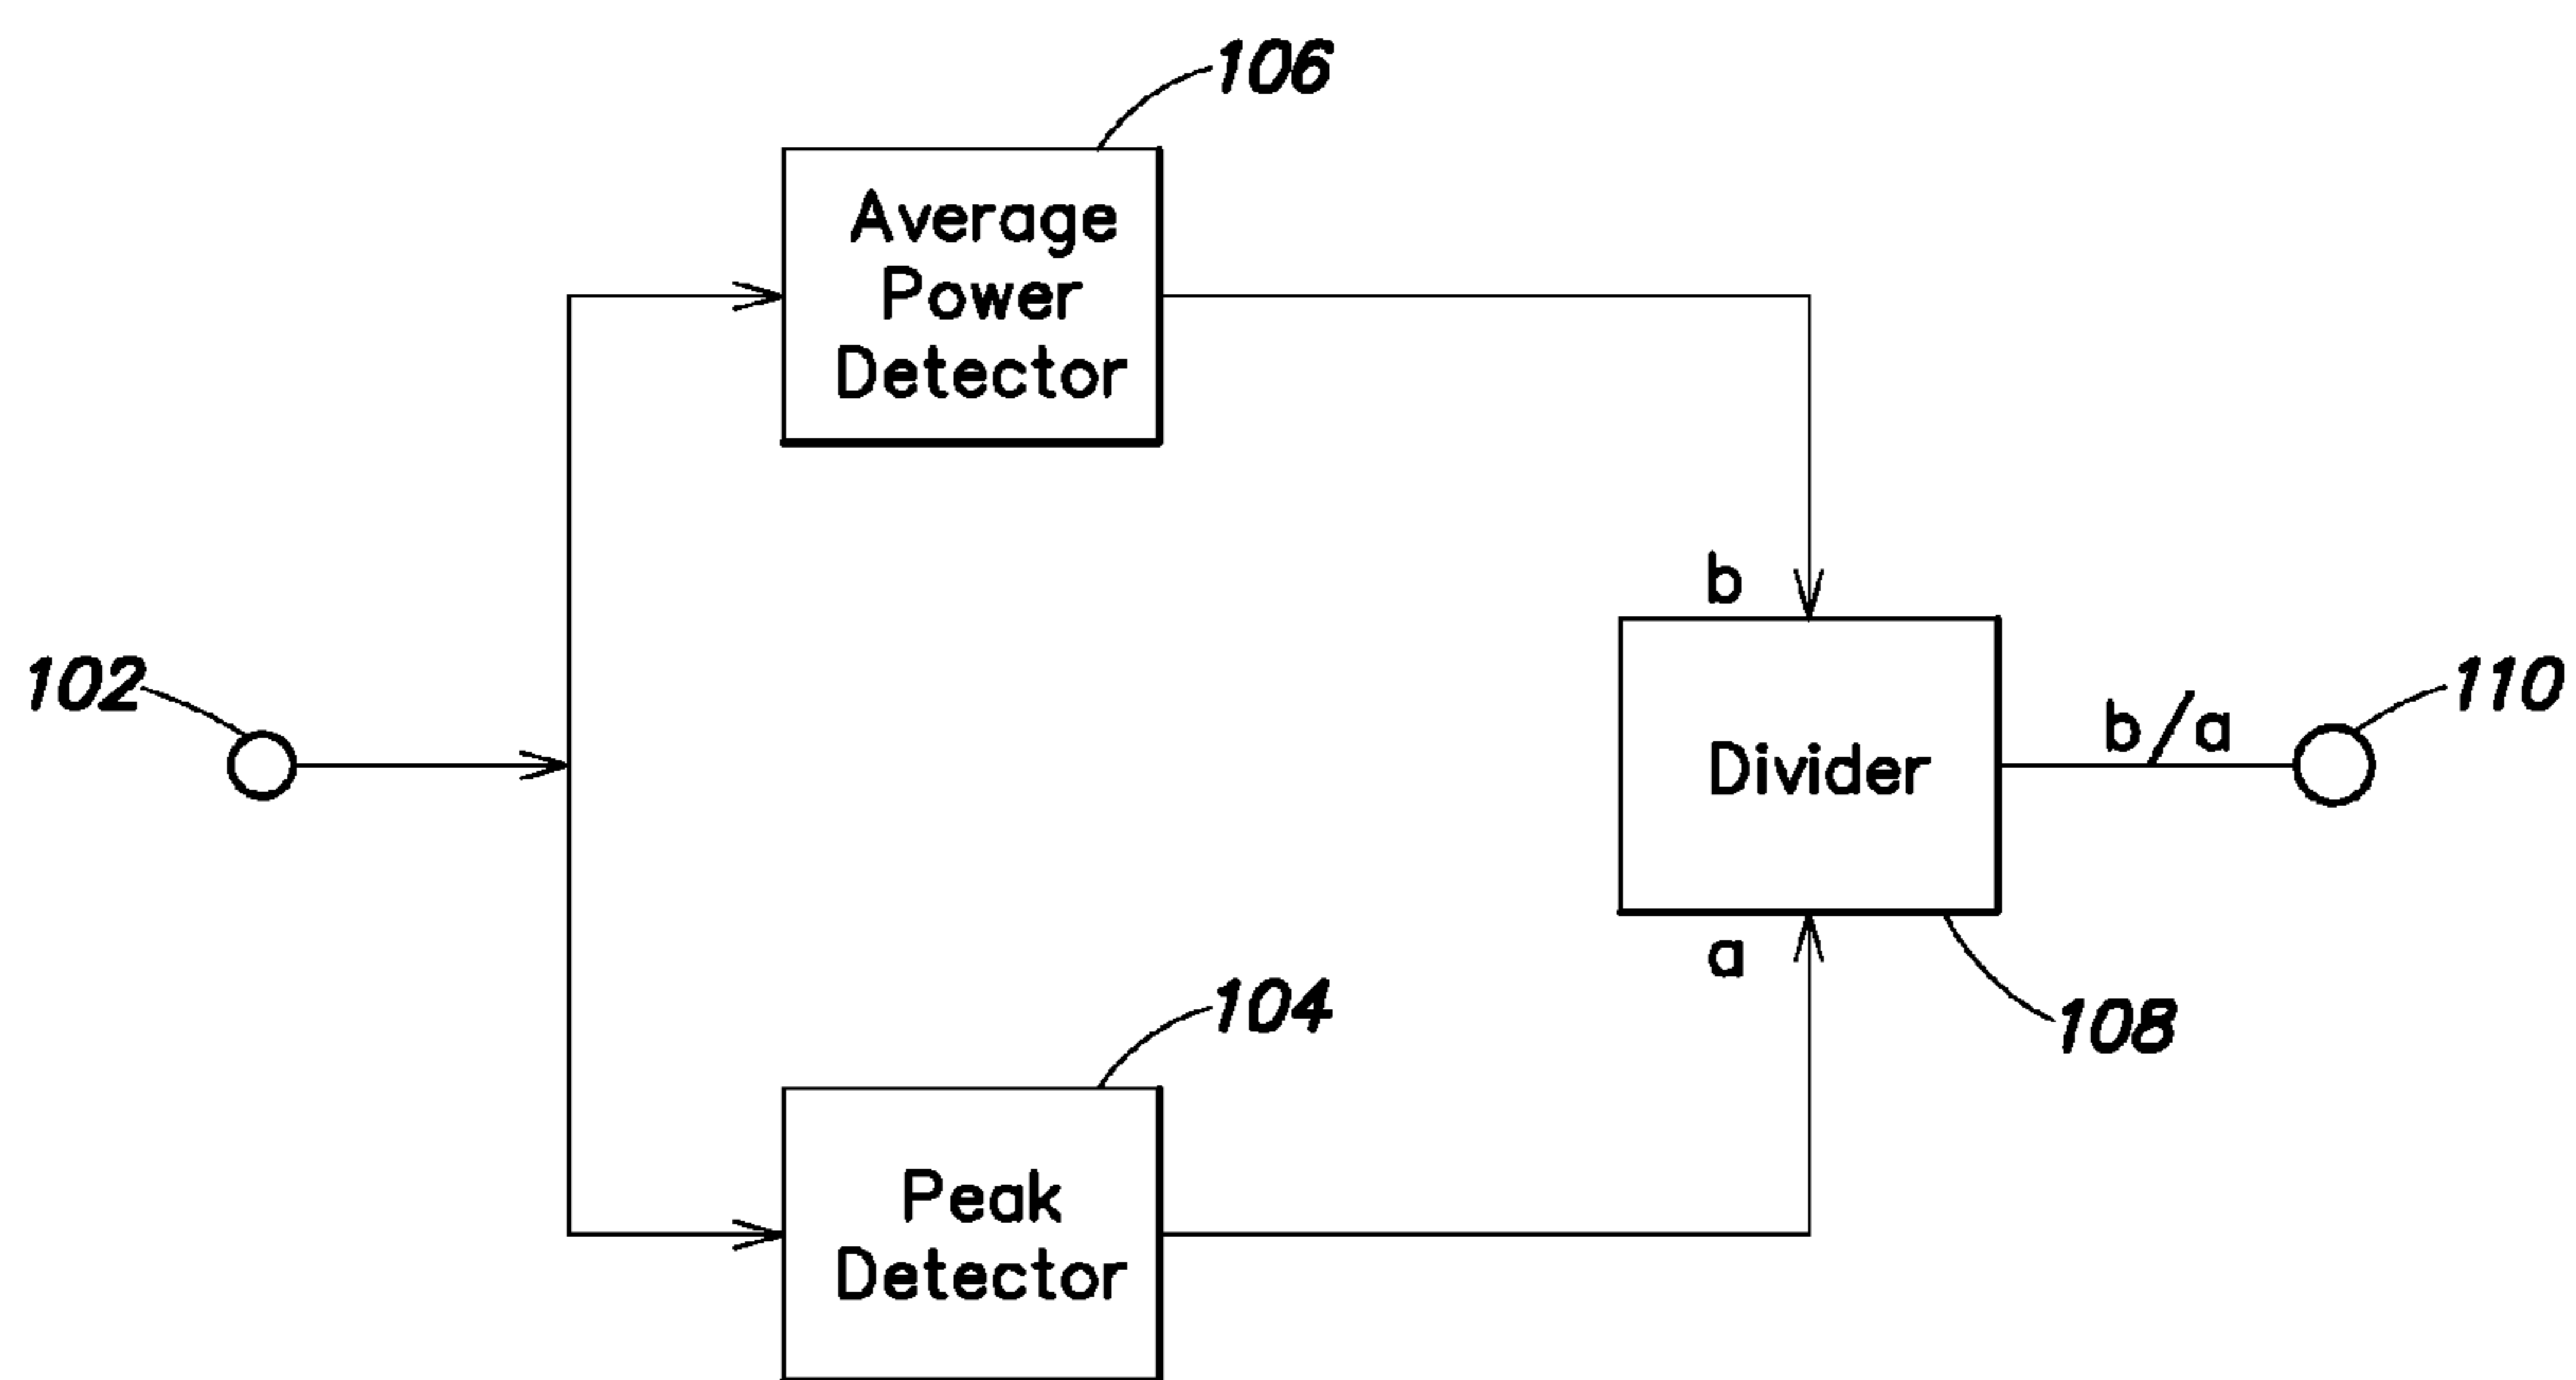 106
Average
Power
Detector
b
102
110
b/a
Divider
a
104
108
Peak
Detector